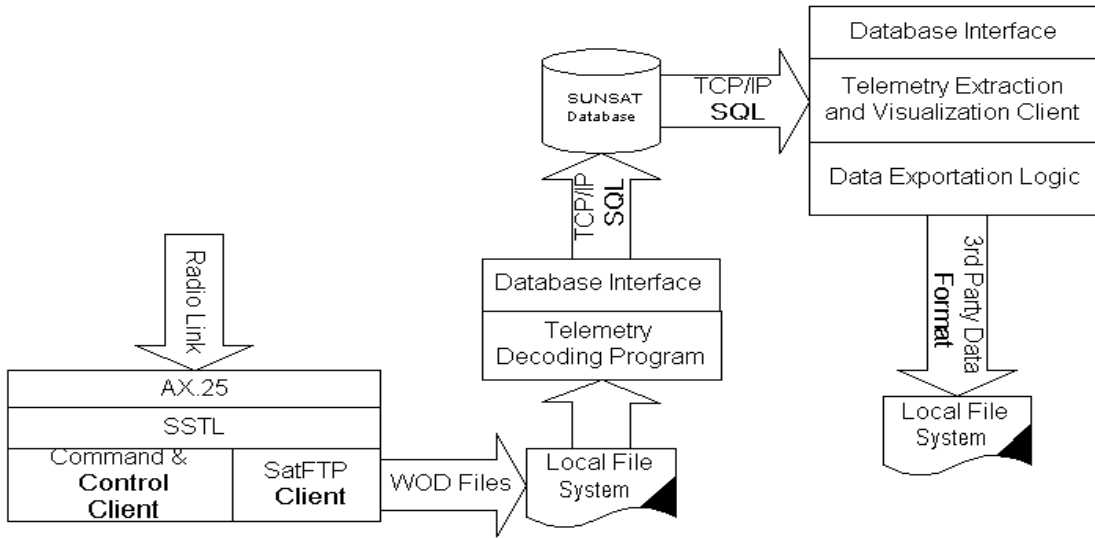 Radio Link
AX.25
SSTL
Command &
Control
Client
SatFTP
Client
WOD Files
Local File
System
Telemetry
Decoding Program
Database Interface
TCP/IP
SQL
SUNSAT
Database
TCP/IP
SQL
Database Interface
Telemetry Extraction
and Visualization Client
Data Exportation Logic
3rd Party Data
Format
Local File
System